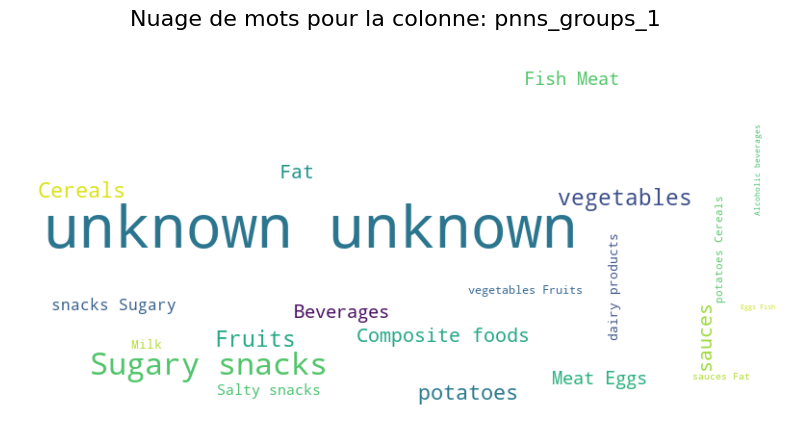 Nuage de mots pour la colonne: pnns_groups_1
Fish Meat
Alcoholic beverages
Fat
Cereals
vegetables
unknown unknown
potatoes Cereals
dairy products
vegetables Fruits
snacks Sugary
Beverages
Eggs Fish
sauces
Composite foods
Fruits
Milk
Sugary snacks
Meat Eggs
sauces Fat
Salty snacks
potatoes